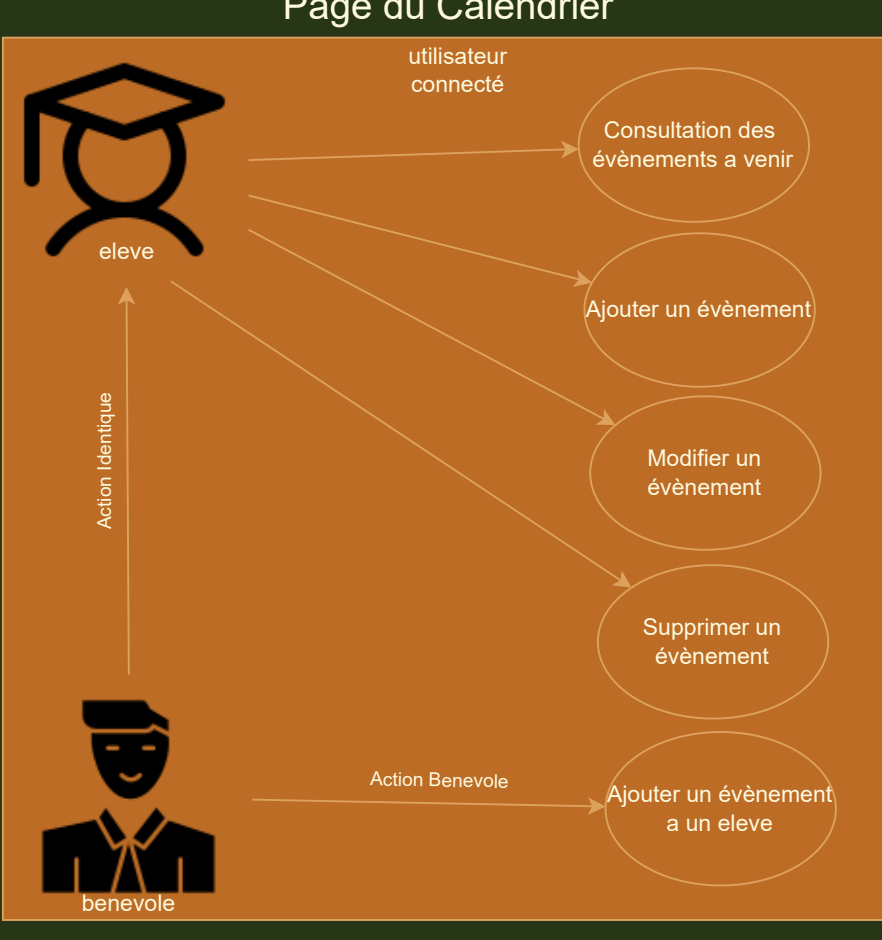 Page du Calendrier
utilisateur
connecté
Consultation des
évènements a venir
eleve
Ajouter un évènement
Action Identique
Modifier un
évènement
Supprimer un
évènement
Action Benevole
Ajouter un évènement
a un eleve
benevole